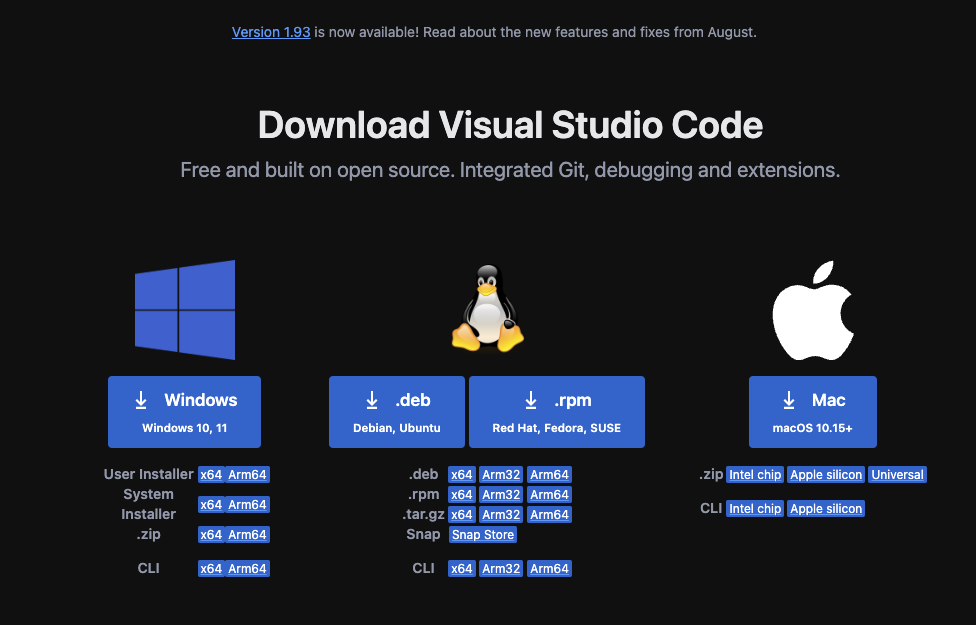 Version 1.93 is now available! Read about the new features and fixes from August.
Download Visual Studio Code
Free and built on open source. Integrated Git, debugging and extensions.
Windows
Windows 10, 11
User Installer x64 Arm64
System
Installer x64 Arm64
.zip x64 Arm64
CLI x64 Arm64
.deb
Debian, Ubuntu
.rpm
Red Hat, Fedora, SUSE
.deb x64 Arm32 Arm64
.rpm x64 Arm32 Arm64
.tar.gz x64 Arm32 Arm64
Snap Snap Store
CLI x64 Arm32 Arm64
Mac
macOS 10.15+
.zip Intel chip Apple silicon Universal
CLI Intel chip Apple silicon